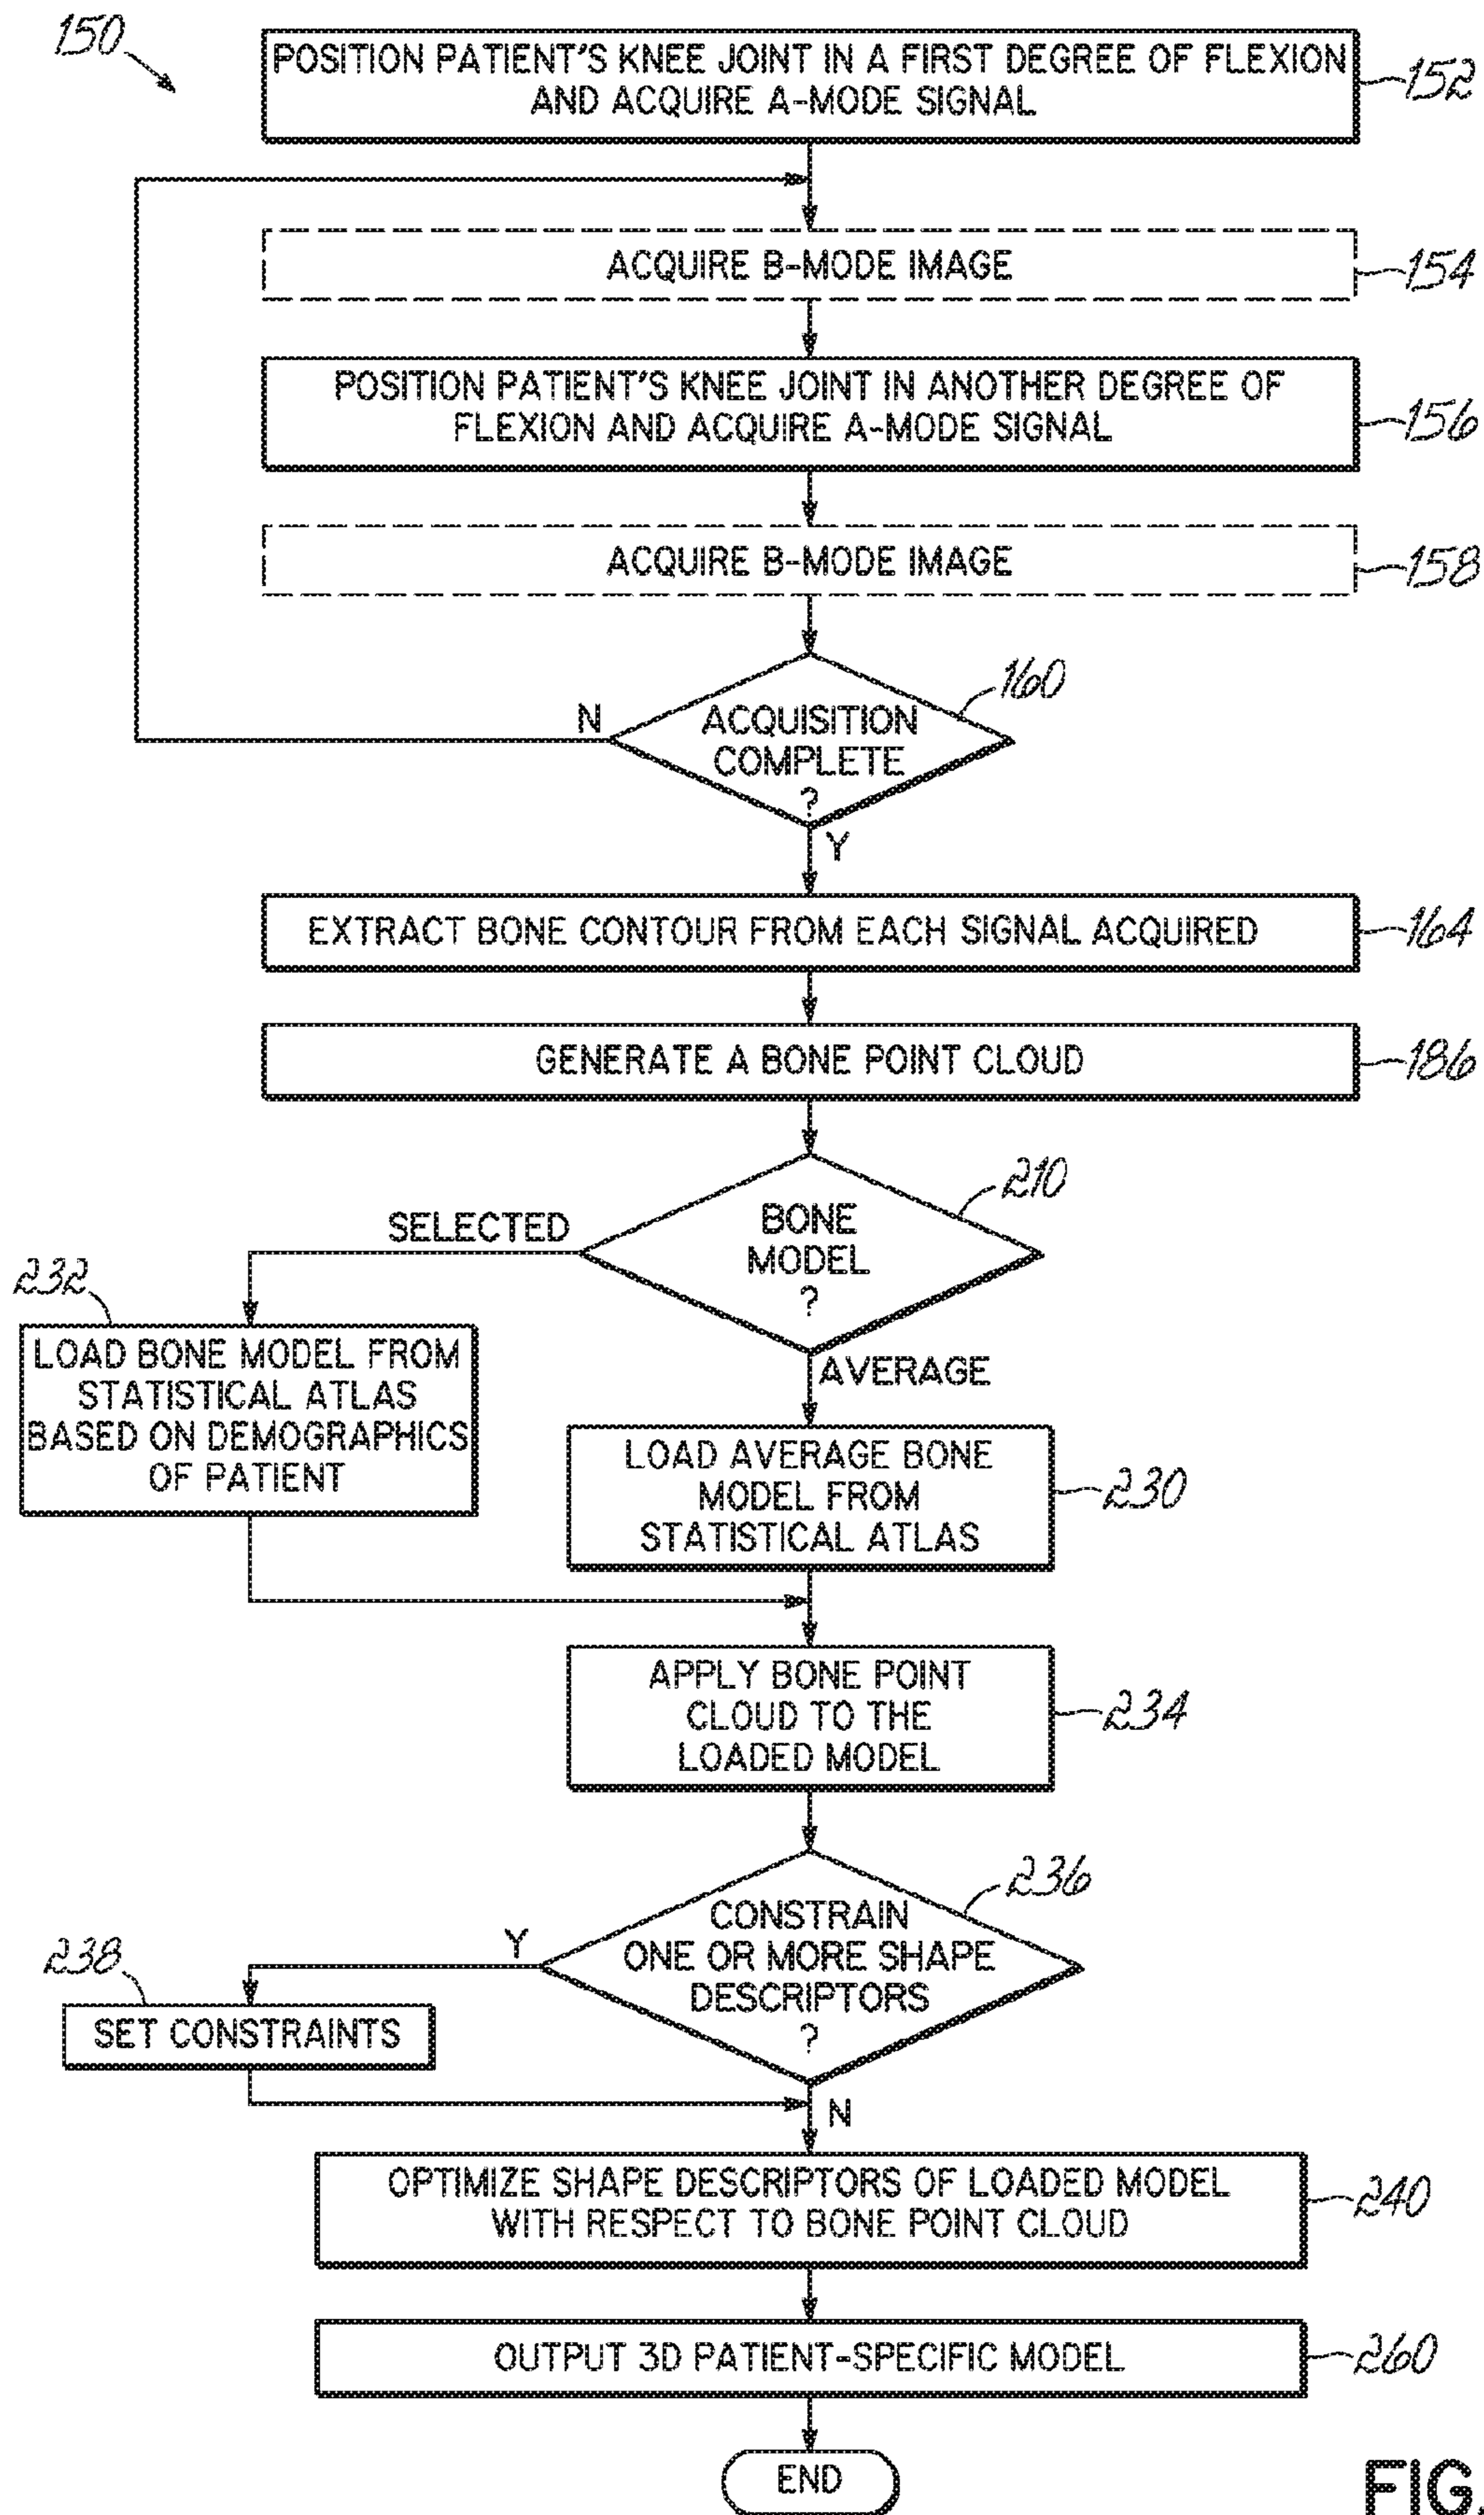 150
POSITION PATIENT'S KNEE JOINT IN A FIRST DEGREE OF FLEXION
AND ACQUIRE A-MODE SIGNAL
152
ACQUIRE B-MODE IMAGE
154
POSITION PATIENT'S KNEE JOINT IN ANOTHER DEGREE OF
FLEXION AND ACQUIRE A-MODE SIGNAL
156
ACQUIRE B-MODE IMAGE
158
160
N
ACQUISITION
COMPLETE
?
Y
EXTRACT BONE CONTOUR FROM EACH SIGNAL ACQUIRED
164
GENERATE A BONE POINT CLOUD
186
210
SELECTED
BONE
MODEL
?
232
LOAD BONE MODEL FROM
STATISTICAL ATLAS
BASED ON DEMOGRAPHICS
OF PATIENT
AVERAGE
LOAD AVERAGE BONE
MODEL FROM
STATISTICAL ATLAS
230
APPLY BONE POINT
CLOUD TO THE
LOADED MODEL
234
236
Y
CONSTRAIN
ONE OR MORE SHAPE
DESCRIPTORS
?
238
SET CONSTRAINTS
N
OPTIMIZE SHAPE DESCRIPTORS OF LOADED MODEL
WITH RESPECT TO BONE POINT CLOUD
240
OUTPUT 3D PATIENT-SPECIFIC MODEL
260
END
FIG.